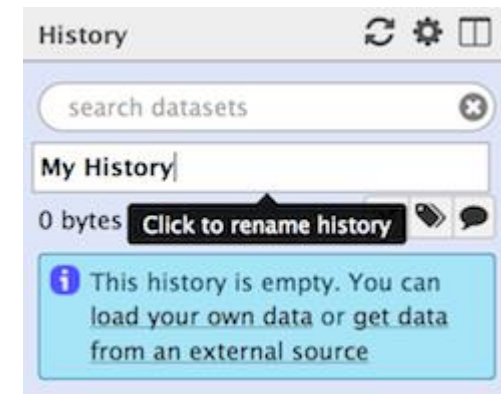 History
search datasets
My History
0 bytes
Click to rename history
This history is empty. You can
load your own data or get data
from an external source